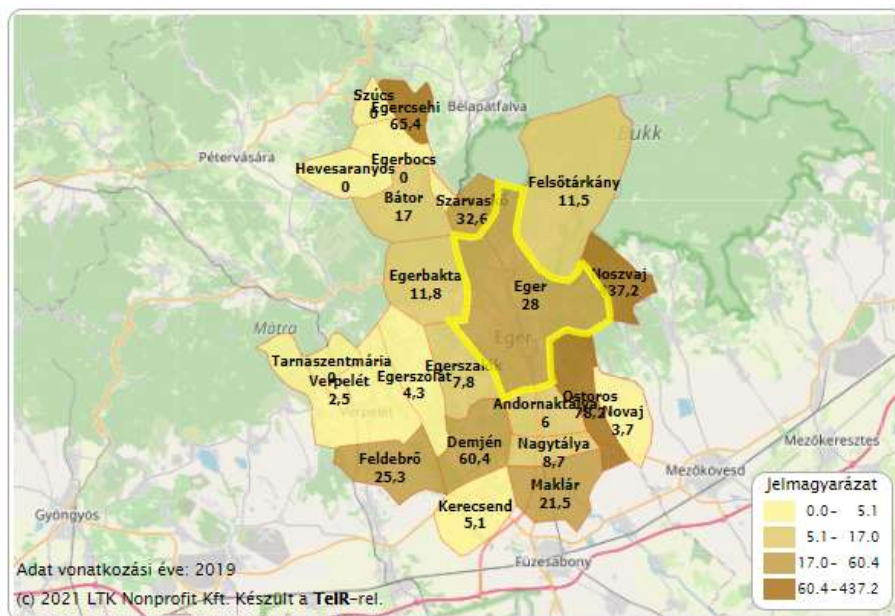 Szúcs
0
Egercsehi
65,4
Bélapátfalva
Bükk
Pétervására
Egerbocs
0
Hevesaranyos
0
Felsőtárkány
11,5
Bátor
17
Szarvaskő
32,6
Noszvaj
437,2
Egerbakta
11,8
Eger
28
Mátra
Eger
Tarnaszentmária
0
Verpelét
2,5
Verpelét
Egerszólát
4,3
Egerszalók
7,8
Ostoros
78,2
Andornaktálya
6
Novaj
3,7
Demjén
60,4
Nagytálya
8,7
Mezőkeresztes
Feldebrő
25,3
Maklár
21,5
Mezőkövesd
Kerecsend
5,1
Gyöngyös
Füzesabony
Jelmagyarázat
0.0- 5.1
5.1- 17.0
17.0- 60.4
60.4-437.2
Adat vonatkozási éve: 2019
(c) 2021 LTK Nonprofit Kft. Készült a TeIR-rel.